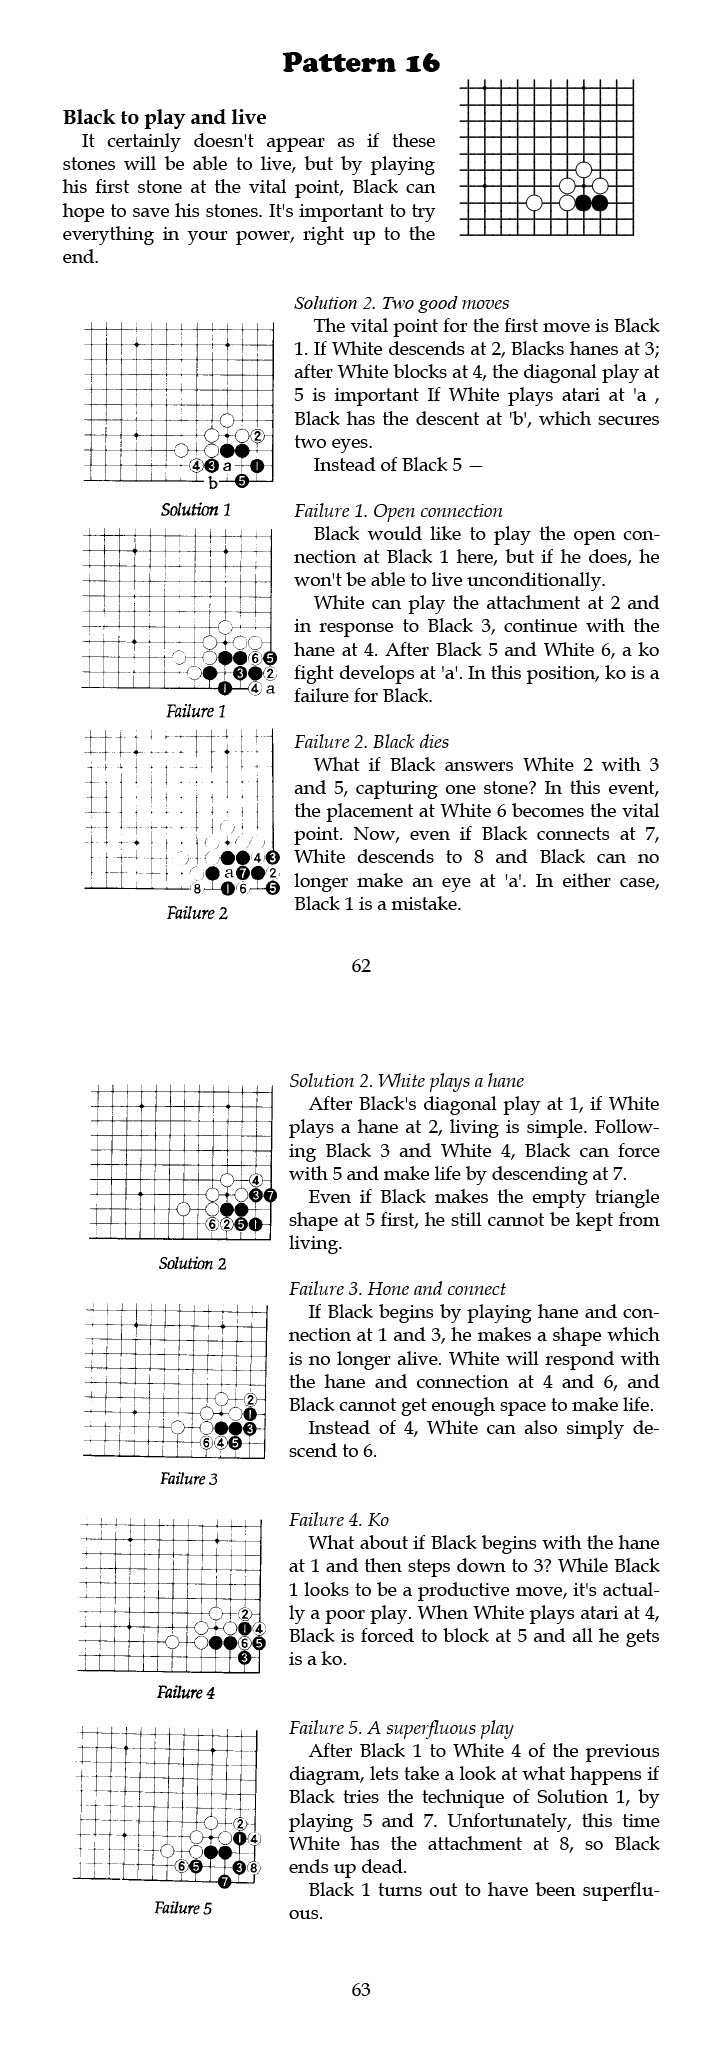 Pattern 16
Black to play and live
It certainly doesn't appear as if these
stones will be able to live, but by playing
his first stone at the vital point, Black can
hope to save his stones. It's important to try
everything in your power, right up to the
end.
Solution 2. Two good moves
The vital point for the first move is Black
1. If White descends at 2, Blacks hanes at 3;
after White blocks at 4, the diagonal play at
5 is important If White plays atari at 'a ,
Black has the descent at 'b', which secures
two eyes.
Instead of Black 5 —
2
4 3 a 1
b 5
Solution 1
Failure 1. Open connection
Black would like to play the open con-
nection at Black 1 here, but if he does, he
won't be able to live unconditionally.
White can play the attachment at 2 and
in response to Black 3, continue with the
hane at 4. After Black 5 and White 6, a ko
fight develops at 'a'. In this position, ko is a
failure for Black.
6 5
3 2
1 4 a
Failure 1
Failure 2. Black dies
What if Black answers White 2 with 3
and 5, capturing one stone? In this event,
the placement at White 6 becomes the vital
point. Now, even if Black connects at 7,
White descends to 8 and Black can no
longer make an eye at 'a'. In either case,
Black 1 is a mistake.
4 3
a 7 2
8 1 6 5
Failure 2
62
Solution 2. White plays a hane
After Black's diagonal play at 1, if White
plays a hane at 2, living is simple. Follow-
ing Black 3 and White 4, Black can force
with 5 and make life by descending at 7.
Even if Black makes the empty triangle
shape at 5 first, he still cannot be kept from
living.
4
3 7
6 2 5 1
Solution 2
Failure 3. Hone and connect
If Black begins by playing hane and con-
nection at 1 and 3, he makes a shape which
is no longer alive. White will respond with
the hane and connection at 4 and 6, and
Black cannot get enough space to make life.
Instead of 4, White can also simply de-
scend to 6.
2
1
3
6 4 5
Failure 3
Failure 4. Ko
What about if Black begins with the hane
at 1 and then steps down to 3? While Black
1 looks to be a productive move, it's actual-
ly a poor play. When White plays atari at 4,
Black is forced to block at 5 and all he gets
is a ko.
2
1 4
6 5
3
Failure 4
Failure 5. A superfluous play
After Black 1 to White 4 of the previous
diagram, lets take a look at what happens if
Black tries the technique of Solution 1, by
playing 5 and 7. Unfortunately, this time
White has the attachment at 8, so Black
ends up dead.
Black 1 turns out to have been superflu-
ous.
2
1 4
6 5 3 8
7
Failure 5
63